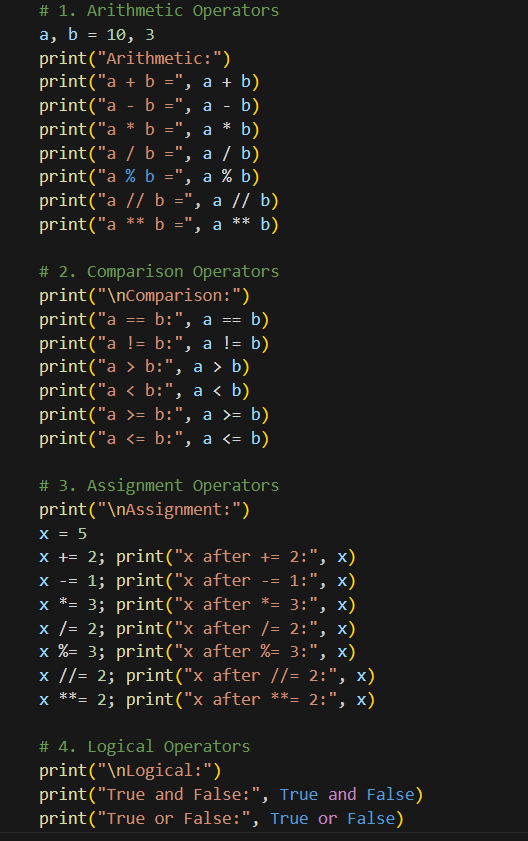 # 1. Arithmetic Operators
a, b = 10, 3
print("Arithmetic:")
print("a + b =", a + b)
print("a - b =", a - b)
print("a * b =", a * b)
print("a / b =", a / b)
print("a % b =", a % b)
print("a // b =", a // b)
print("a ** b =", a ** b)

# 2. Comparison Operators
print("\nComparison:")
print("a == b:", a == b)
print("a != b:", a != b)
print("a > b:", a > b)
print("a < b:", a < b)
print("a >= b:", a >= b)
print("a <= b:", a <= b)

# 3. Assignment Operators
print("\nAssignment:")
x = 5
x += 2; print("x after += 2:", x)
x -= 1; print("x after -= 1:", x)
x *= 3; print("x after *= 3:", x)
x /= 2; print("x after /= 2:", x)
x %= 3; print("x after %= 3:", x)
x //= 2; print("x after //= 2:", x)
x **= 2; print("x after **= 2:", x)

# 4. Logical Operators
print("\nLogical:")
print("True and False:", True and False)
print("True or False:", True or False)